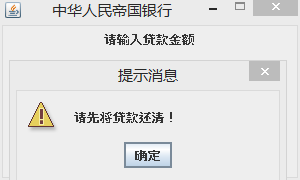 中华人民帝国银行
请输入贷款金额
提示消息
请先将贷款还清！
确定